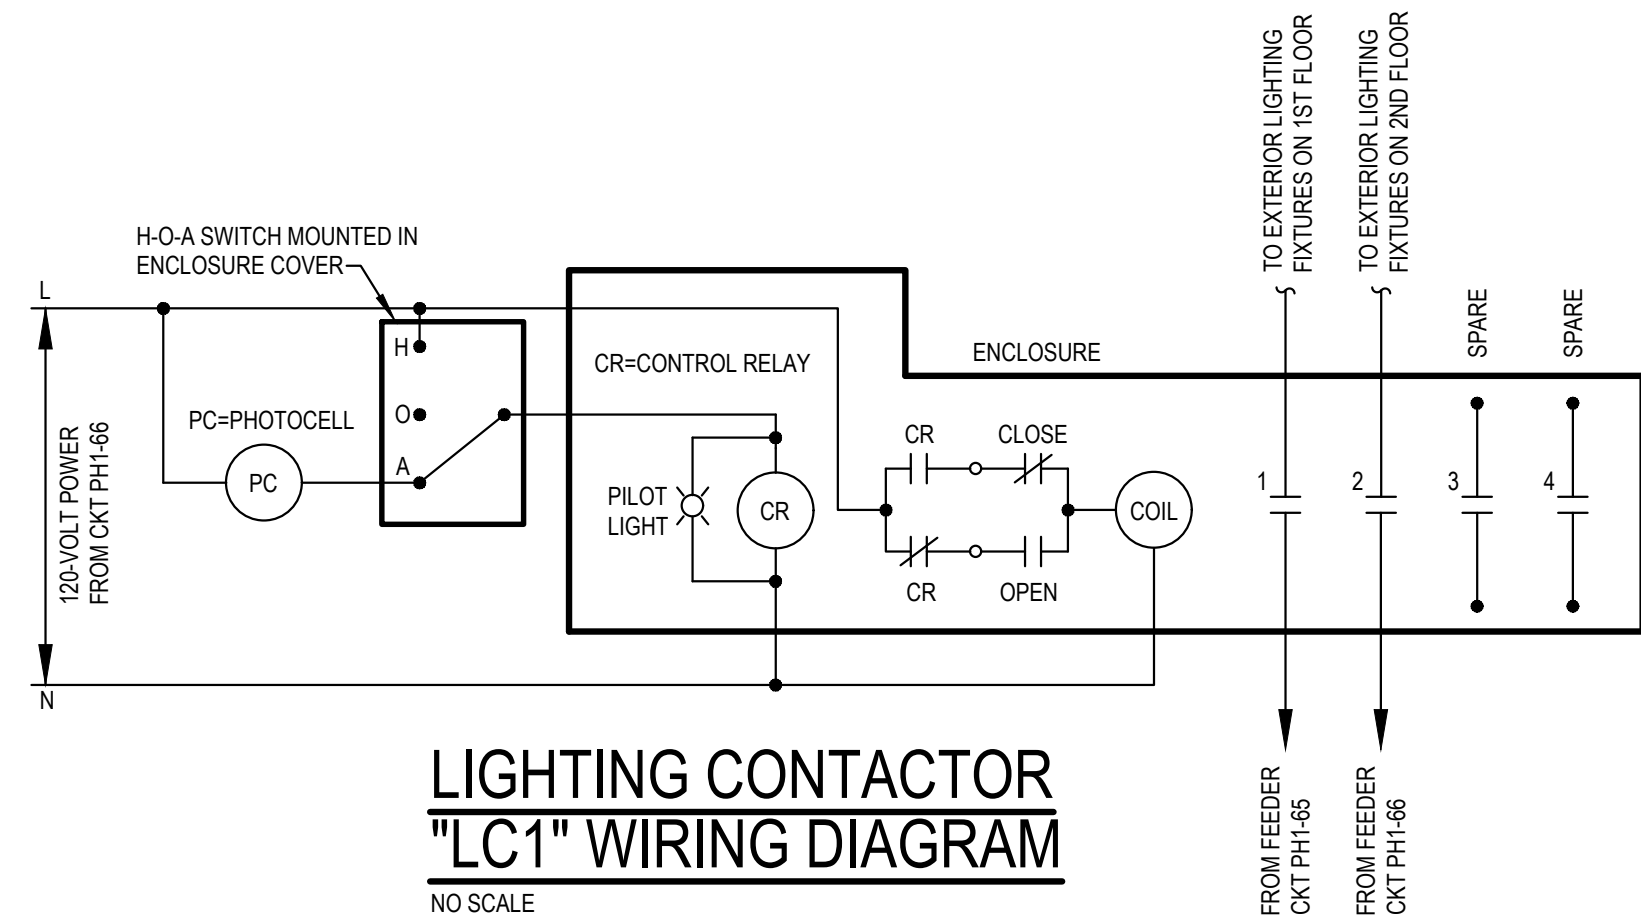 TO EXTERIOR LIGHTING
FIXTURES ON 1ST FLOOR
TO EXTERIOR LIGHTING
FIXTURES ON 2ND FLOOR
SPARE
SPARE
H-O-A SWITCH MOUNTED IN
ENCLOSURE COVER
L
H
O
A
CR=CONTROL RELAY
ENCLOSURE
PC=PHOTOCELL
PC
120-VOLT POWER
FROM CKT PH1-66
PILOT
LIGHT
CR
CR
CLOSE
CR
OPEN
COIL
1
2
3
4
N
LIGHTING CONTACTOR
"LC1" WIRING DIAGRAM
NO SCALE
FROM FEEDER
CKT PH1-65
FROM FEEDER
CKT PH1-66